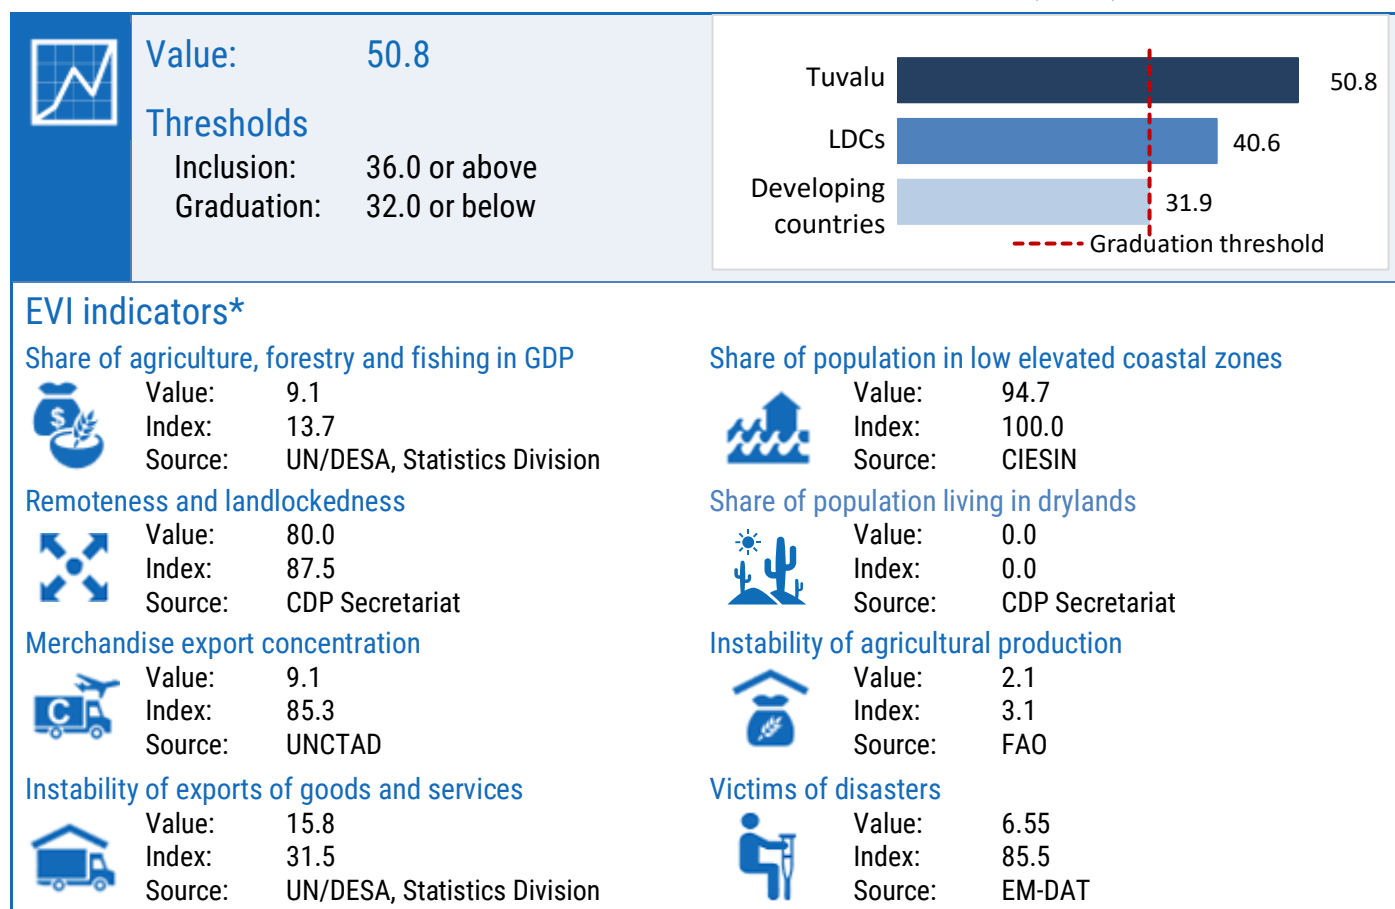 Value: 50.8
Thresholds
Inclusion: 36.0 or above
Graduation: 32.0 or below
Tuvalu 50.8
LDCs 40.6
Developing
countries 31.9
Graduation threshold
EVI indicators*
Share of agriculture, forestry and fishing in GDP
Value: 9.1
Index: 13.7
Source: UN/DESA, Statistics Division
Share of population in low elevated coastal zones
Value: 94.7
Index: 100.0
Source: CIESIN
Remoteness and landlockedness
Value: 80.0
Index: 87.5
Source: CDP Secretariat
Share of population living in drylands
Value: 0.0
Index: 0.0
Source: CDP Secretariat
Merchandise export concentration
C
Value: 9.1
Index: 85.3
Source: UNCTAD
Instability of agricultural production
Value: 2.1
Index: 3.1
Source: FAO
Instability of exports of goods and services
Value: 15.8
Index: 31.5
Source: UN/DESA, Statistics Division
Victims of disasters
Value: 6.55
Index: 85.5
Source: EM-DAT